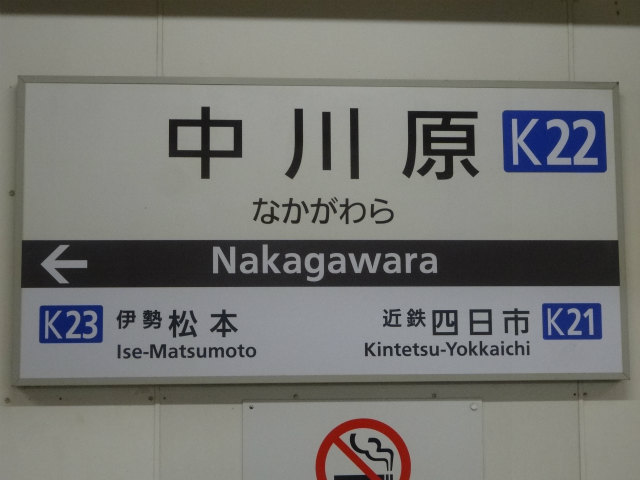 中川原 K22
なかがわら
← Nakagawara
K23 伊勢松本 近鉄四日市 K21
Ise-Matsumoto Kintetsu-Yokkaichi